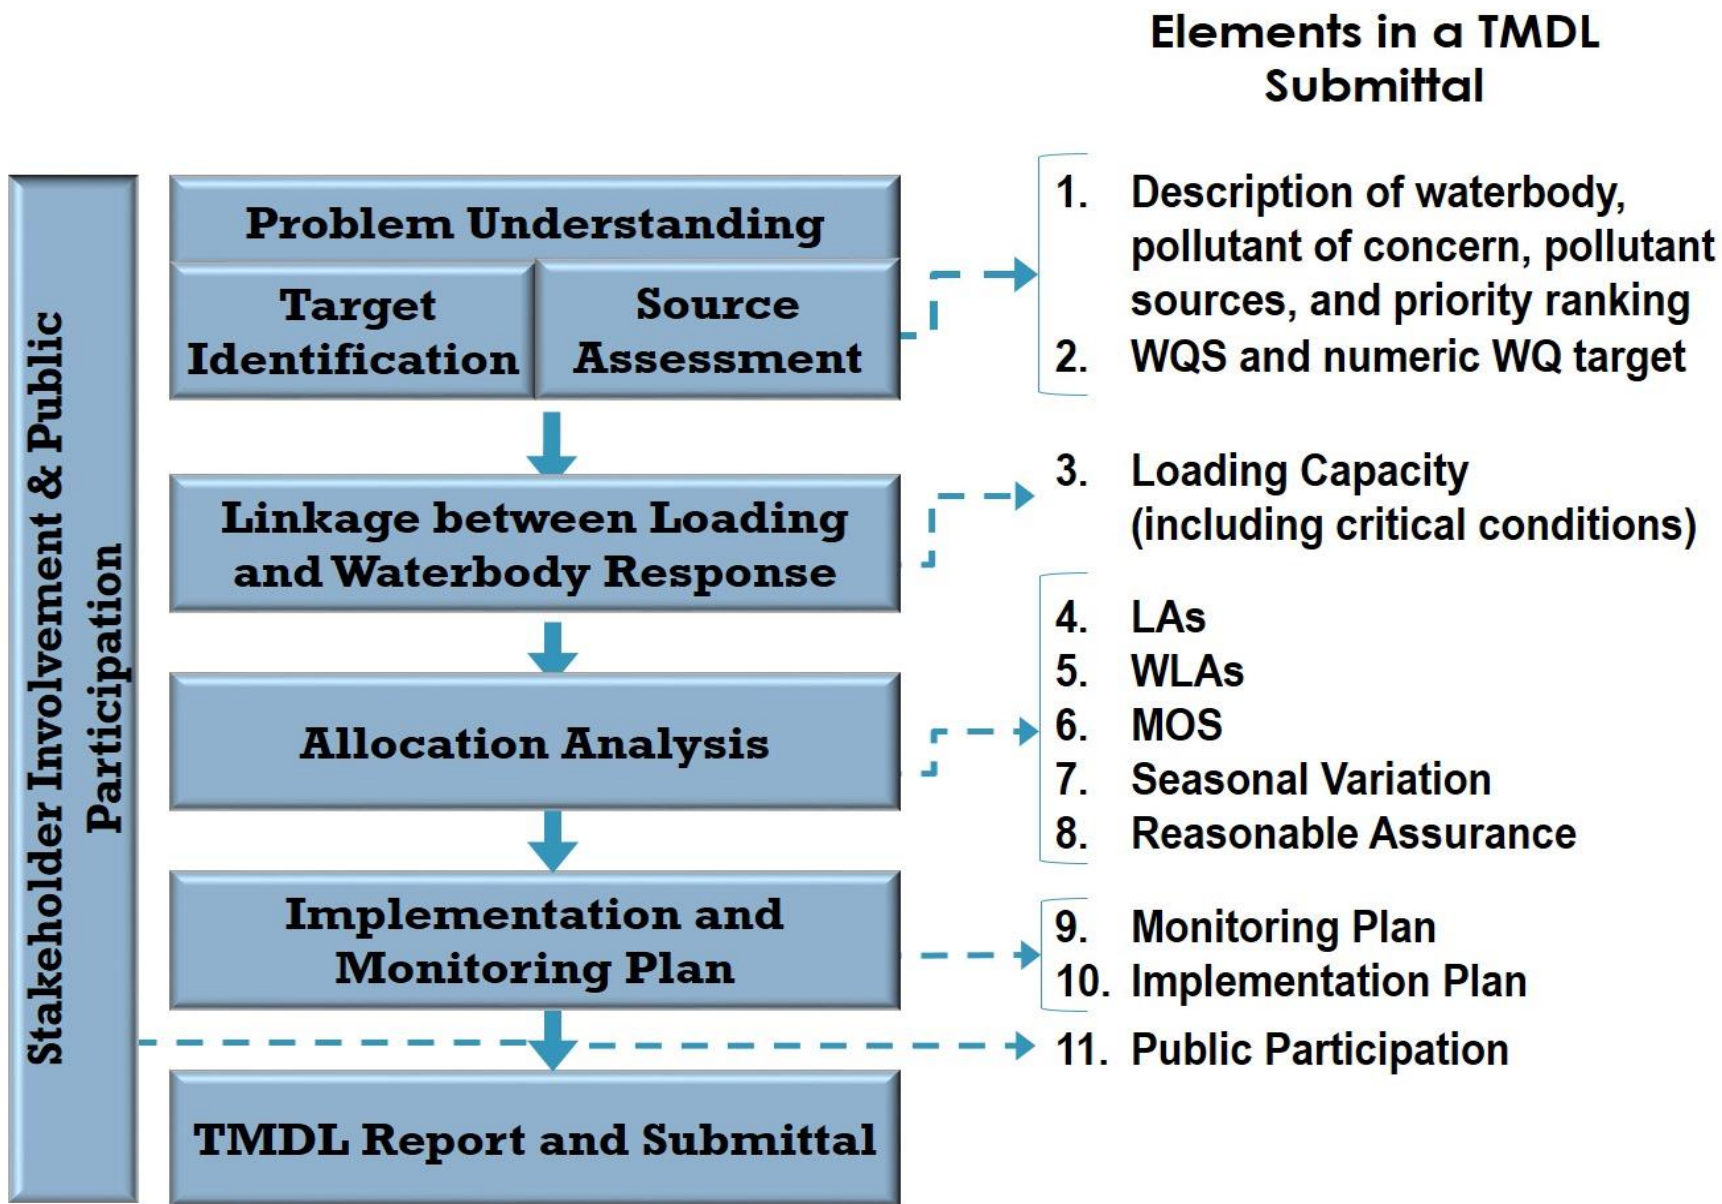 Elements in a TMDL
Submittal
Stakeholder Involvement & Public
Participation
Problem Understanding
Target
Identification
Source
Assessment
Linkage between Loading
and Waterbody Response
Allocation Analysis
Implementation and
Monitoring Plan
TMDL Report and Submittal
1. Description of waterbody,
pollutant of concern, pollutant
sources, and priority ranking
2. WQS and numeric WQ target
3. Loading Capacity
(including critical conditions)
4. LAs
5. WLAs
6. MOS
7. Seasonal Variation
8. Reasonable Assurance
9. Monitoring Plan
10. Implementation Plan
11. Public Participation